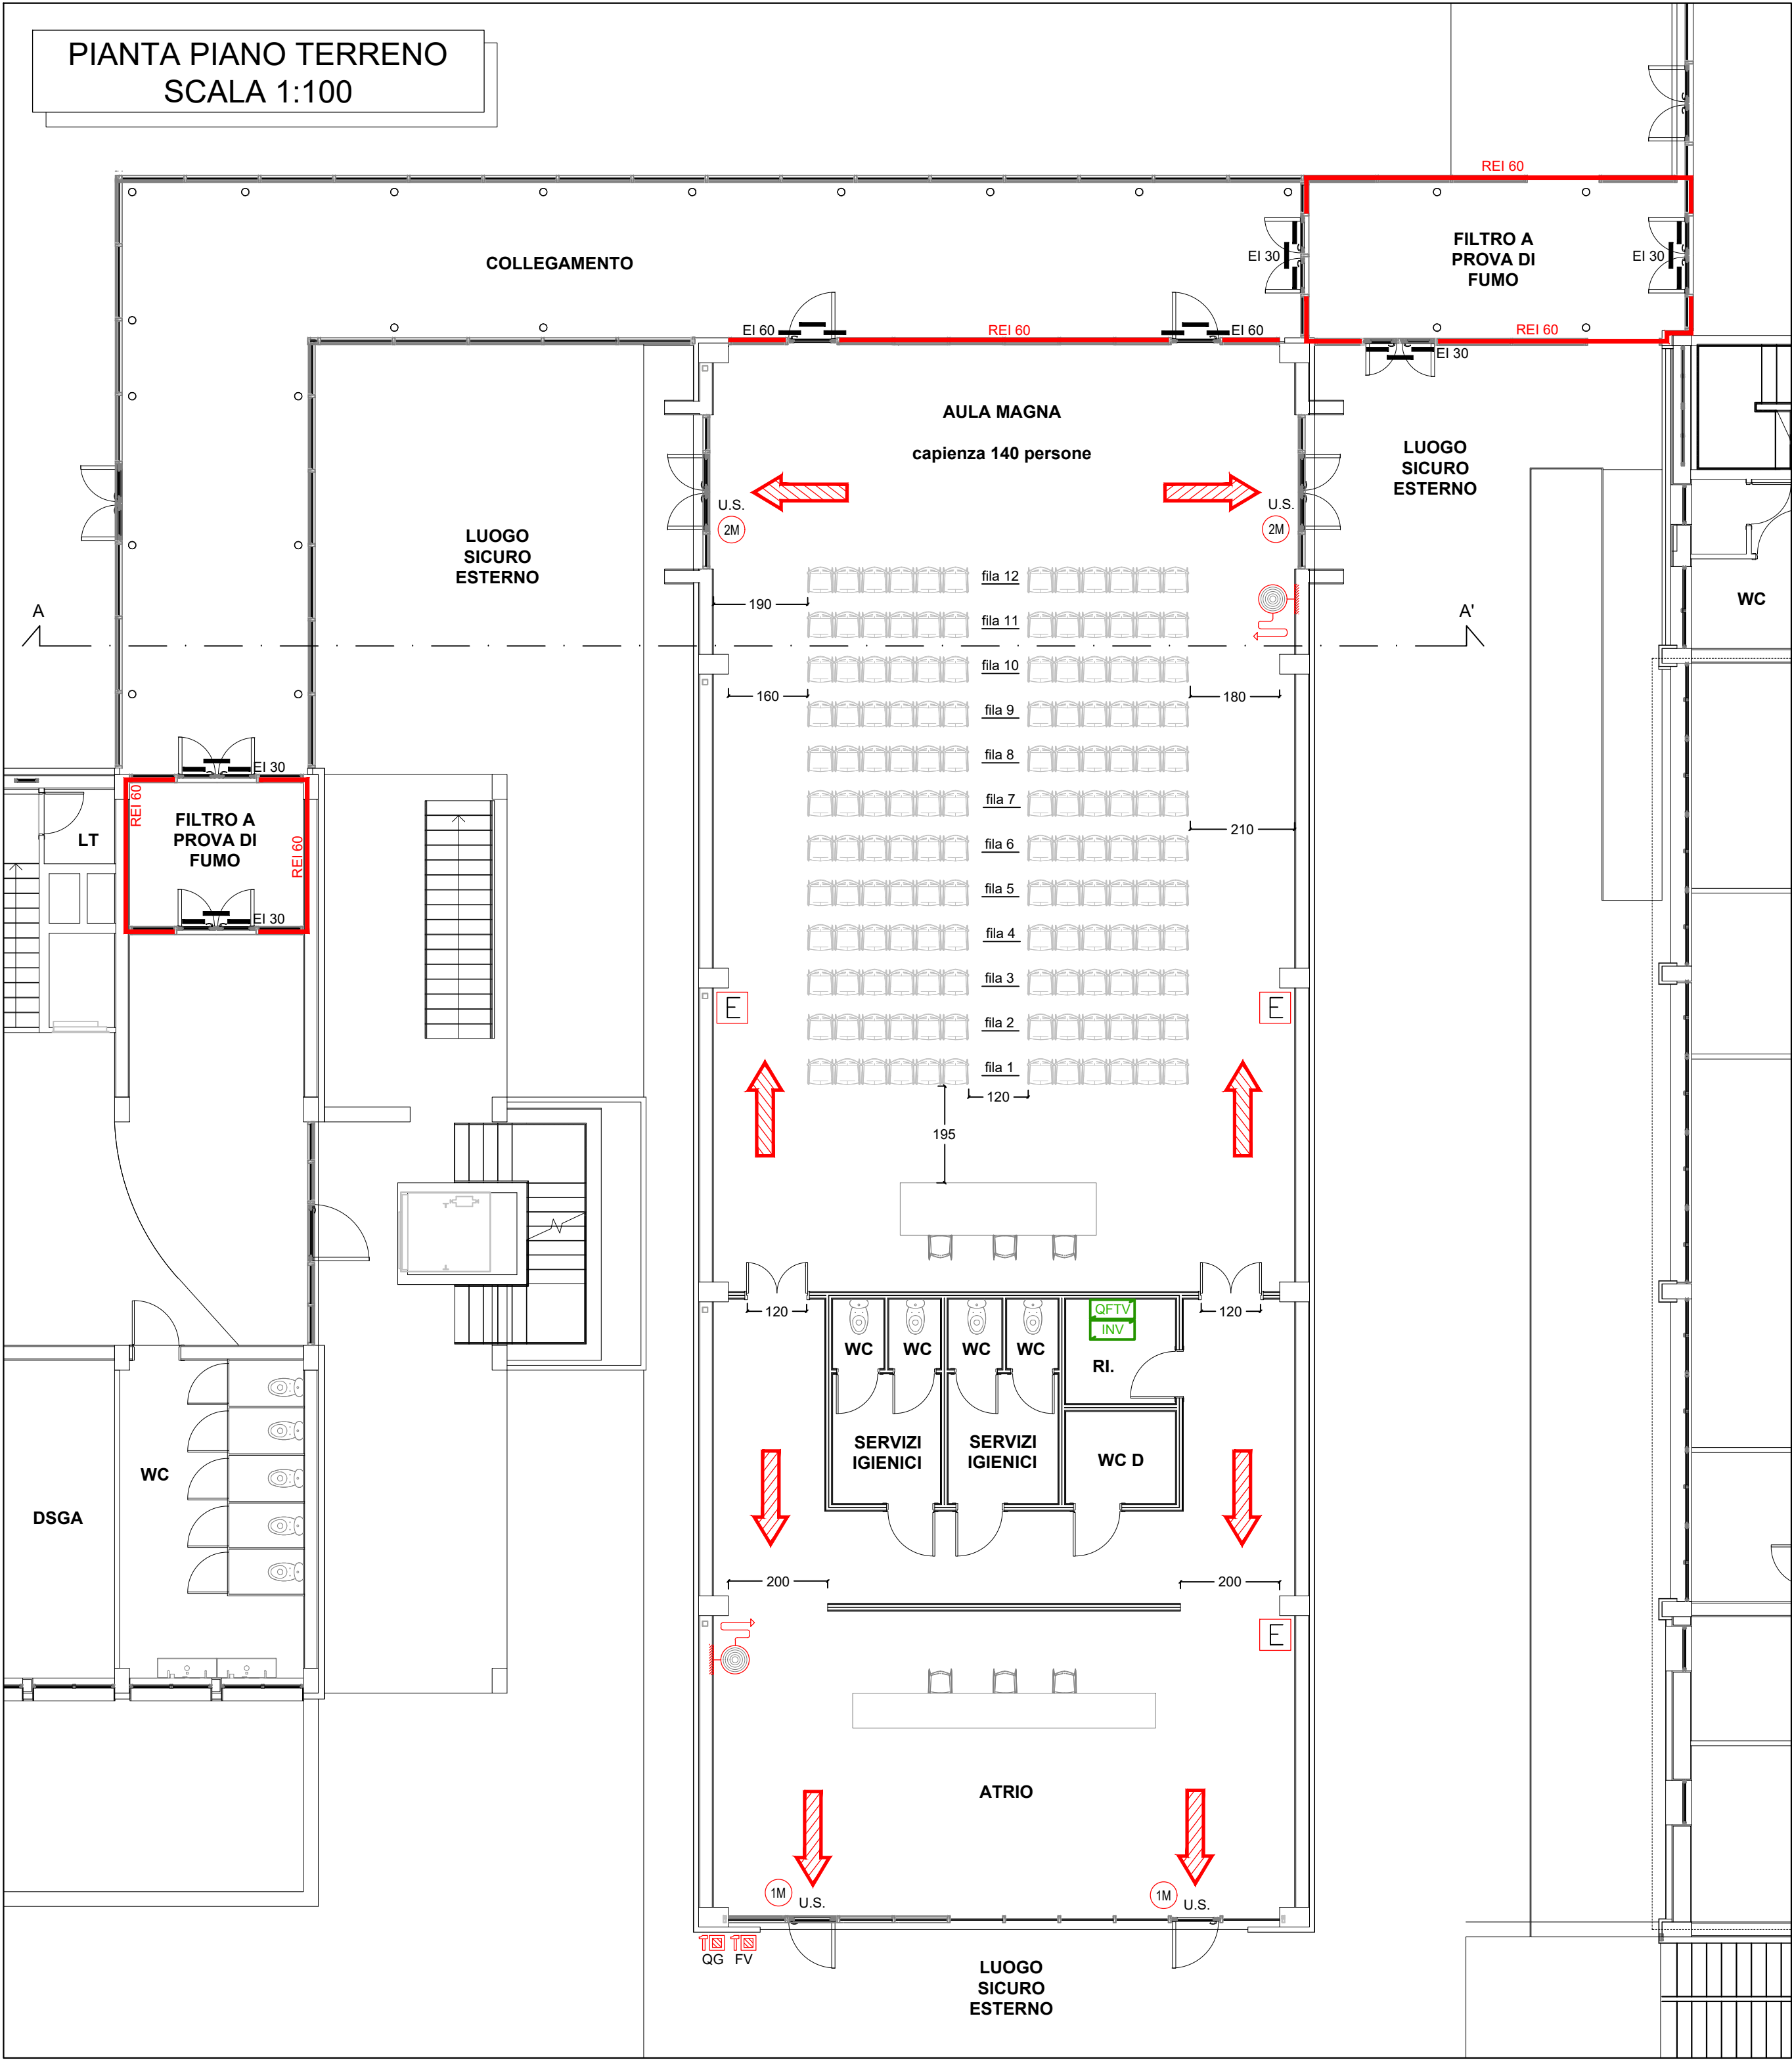 PIANTA PIANO TERRENO
SCALA 1:100
REI 60
COLLEGAMENTO
EI 30
FILTRO A
PROVA DI
FUMO
EI 30
EI 60
REI 60
EI 60
REI 60
EI 30
AULA MAGNA
capienza 140 persone
LUOGO
SICURO
ESTERNO
U.S.
2M
U.S.
2M
LUOGO
SICURO
ESTERNO
fila 12
190
WC
A
fila 11
A'
fila 10
160
180
fila 9
fila 8
EI 30
fila 7
REI 60
FILTRO A
PROVA DI
FUMO
REI 60
LT
210
fila 6
fila 5
EI 30
fila 4
fila 3
E
E
fila 2
fila 1
120
195
120
QFTV
INV
120
WC
WC
WC
WC
RI.
SERVIZI
IGIENICI
SERVIZI
IGIENICI
WC D
WC
DSGA
200
200
E
ATRIO
1M
U.S.
1M
U.S.
QG
FV
LUOGO
SICURO
ESTERNO